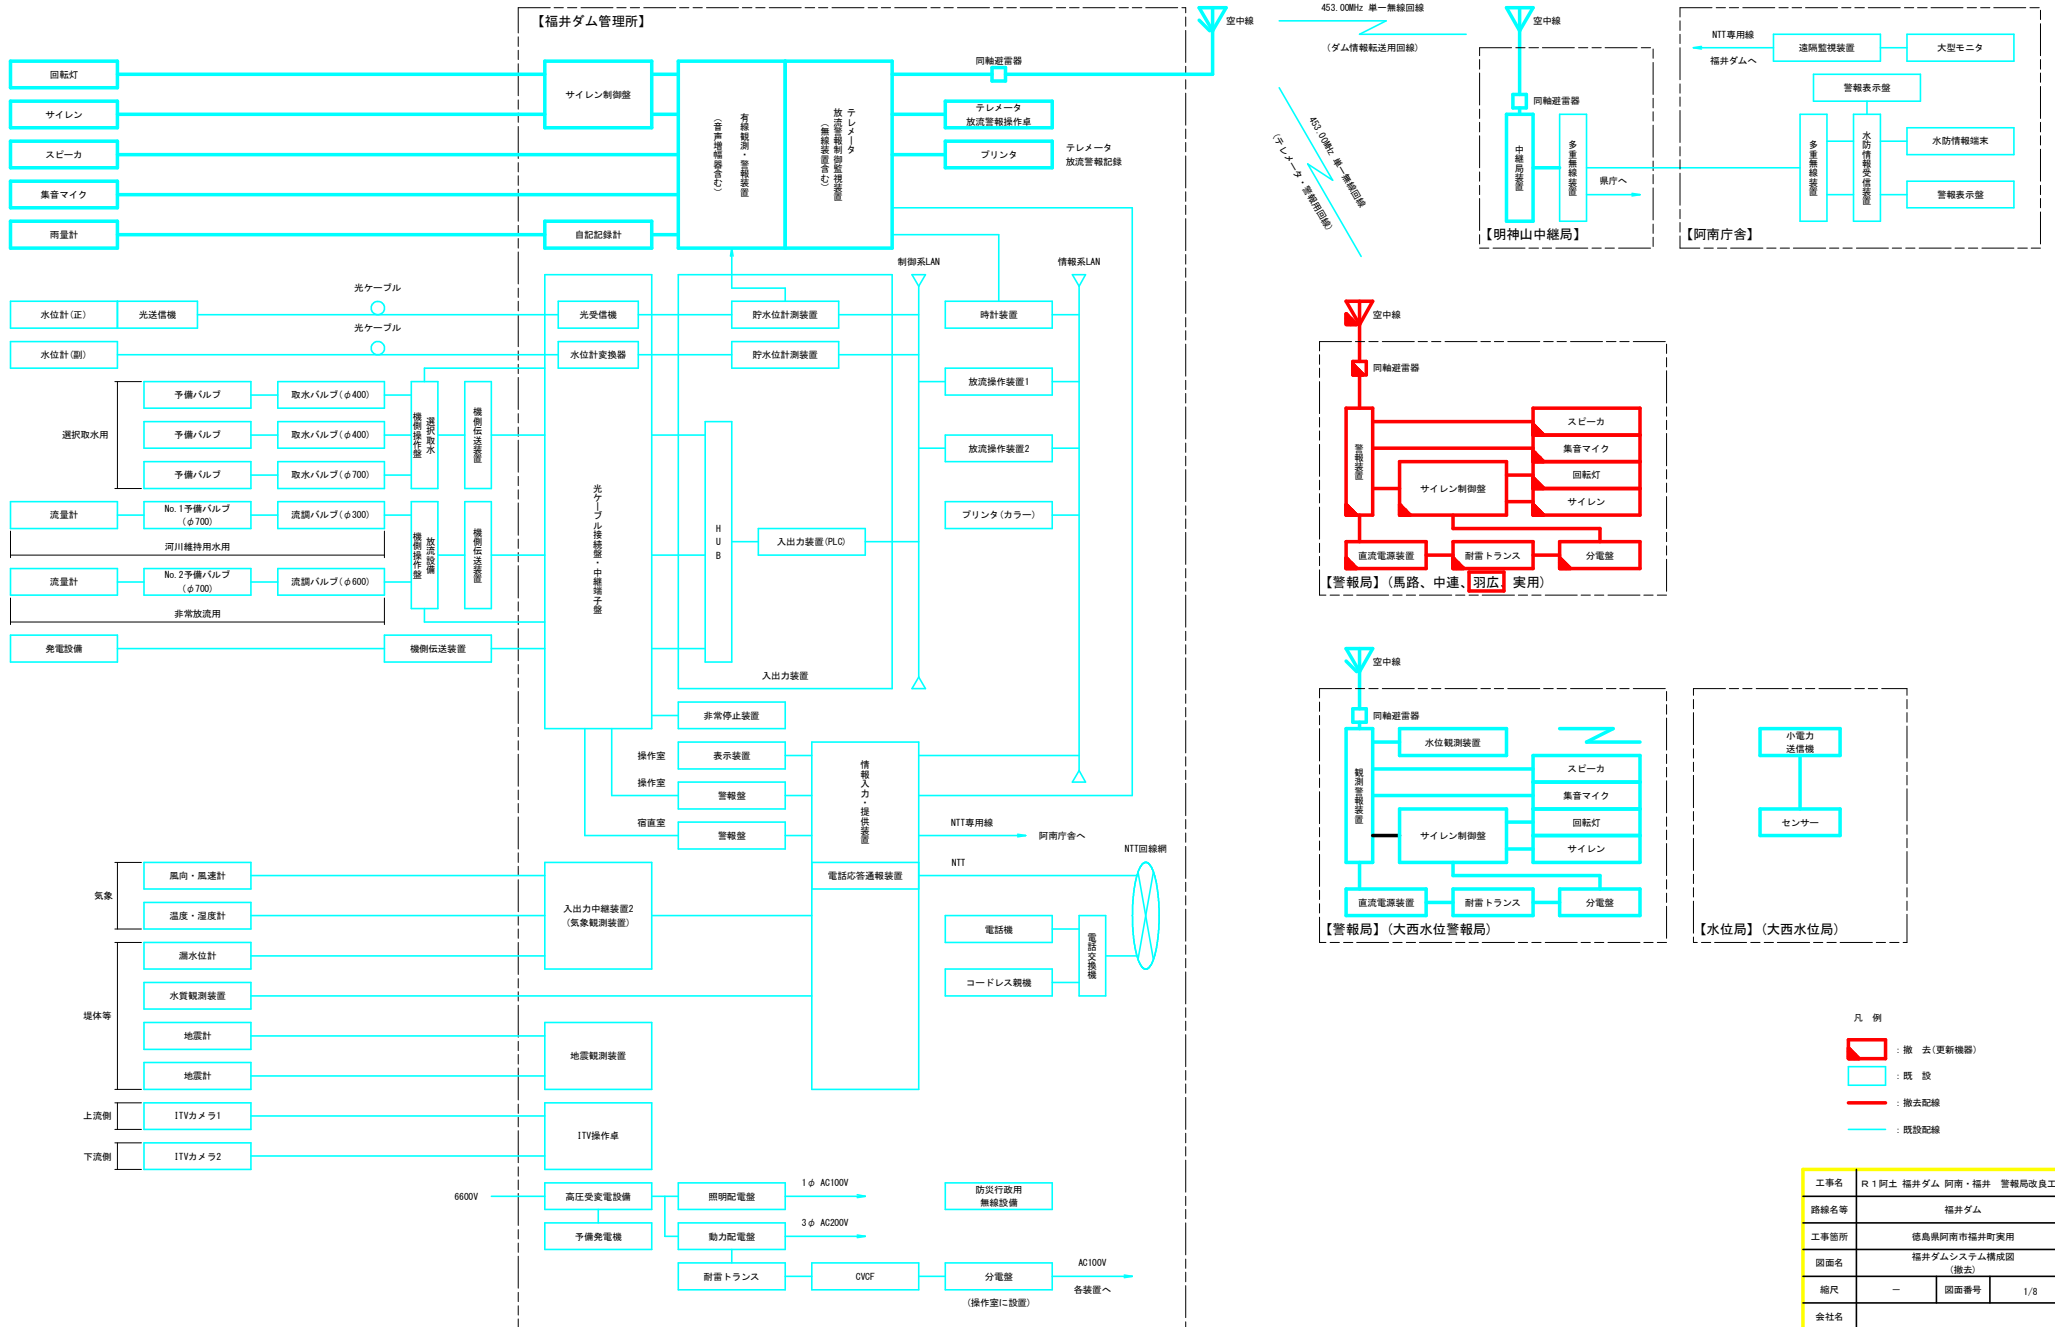 【福井ダム管理所】
回転灯
サイレン
スピーカ
集音マイク
雨量計
サイレン制御盤
自記記録計
有線観測・警報装置
(音声増幅器含む)
テレメータ
放流警報制御監視装置
(無線装置含む)
同軸避雷器
空中線
テレメータ
放流警報操作卓
プリンタ
テレメータ
放流警報記録
453.00MHz 単一無線回線
(ダム情報転送用回線)
453.00MHz 単一無線回線
(テレメータ・警報用回線)
空中線
同軸避雷器
中継局装置
多重無線装置
県庁へ
【明神山中継局】
NTT専用線
福井ダムへ
遠隔監視装置
大型モニタ
警報表示盤
多重無線装置
水防情報受信装置
水防情報端末
警報表示盤
【阿南庁舎】
水位計(正)
光送信機
光ケーブル
光受信機
貯水位計測装置
水位計(副)
光ケーブル
水位計変換器
貯水位計測装置
制御系LAN
情報系LAN
時計装置
放流操作装置1
放流操作装置2
プリンタ(カラー)
選択取水用
予備バルブ
取水バルブ(φ400)
予備バルブ
取水バルブ(φ400)
予備バルブ
取水バルブ(φ700)
選択取水
機側操作盤
機側伝送装置
流量計
No.1予備バルブ
(φ700)
流調バルブ(φ300)
河川維持用水用
流量計
No.2予備バルブ
(φ700)
流調バルブ(φ600)
非常放流用
放流設備
機側操作盤
機側伝送装置
発電設備
機側伝送装置
光ケーブル接続盤・中継端子盤
HUB
入出力装置(PLC)
入出力装置
非常停止装置
操作室
表示装置
操作室
警報盤
宿直室
警報盤
情報入力・提供装置
NTT専用線
阿南庁舎へ
電話応答通報装置
NTT
NTT回線網
電話機
コードレス親機
電話交換機
気象
風向・風速計
温度・湿度計
入出力中継装置2
(気象観測装置)
堤体等
漏水位計
水質観測装置
地震計
地震計
地震観測装置
上流側
ITVカメラ1
下流側
ITVカメラ2
ITV操作卓
6600V
高圧受変電設備
照明配電盤
1φ AC100V
予備発電機
動力配電盤
3φ AC200V
耐雷トランス
CVCF
分電盤
(操作室に設置)
AC100V
各装置へ
防災行政用
無線設備
空中線
同軸避雷器
警報装置
スピーカ
集音マイク
サイレン制御盤
回転灯
サイレン
直流電源装置
耐雷トランス
分電盤
【警報局】(馬路、中連、羽広、実用)
空中線
同軸避雷器
観測警報装置
水位観測装置
スピーカ
集音マイク
サイレン制御盤
回転灯
サイレン
直流電源装置
耐雷トランス
分電盤
【警報局】(大西水位警報局)
小電力
送信機
センサー
【水位局】(大西水位局)
凡 例
:撤 去(更新機器)
:既 設
:撤去配線
:既設配線
工事名 R1阿土 福井ダム 阿南・福井 警報局改良工
路線名等 福井ダム
工事箇所 徳島県阿南市福井町実用
図面名 福井ダムシステム構成図
(撤去)
縮尺 － 図面番号 1/8
会社名